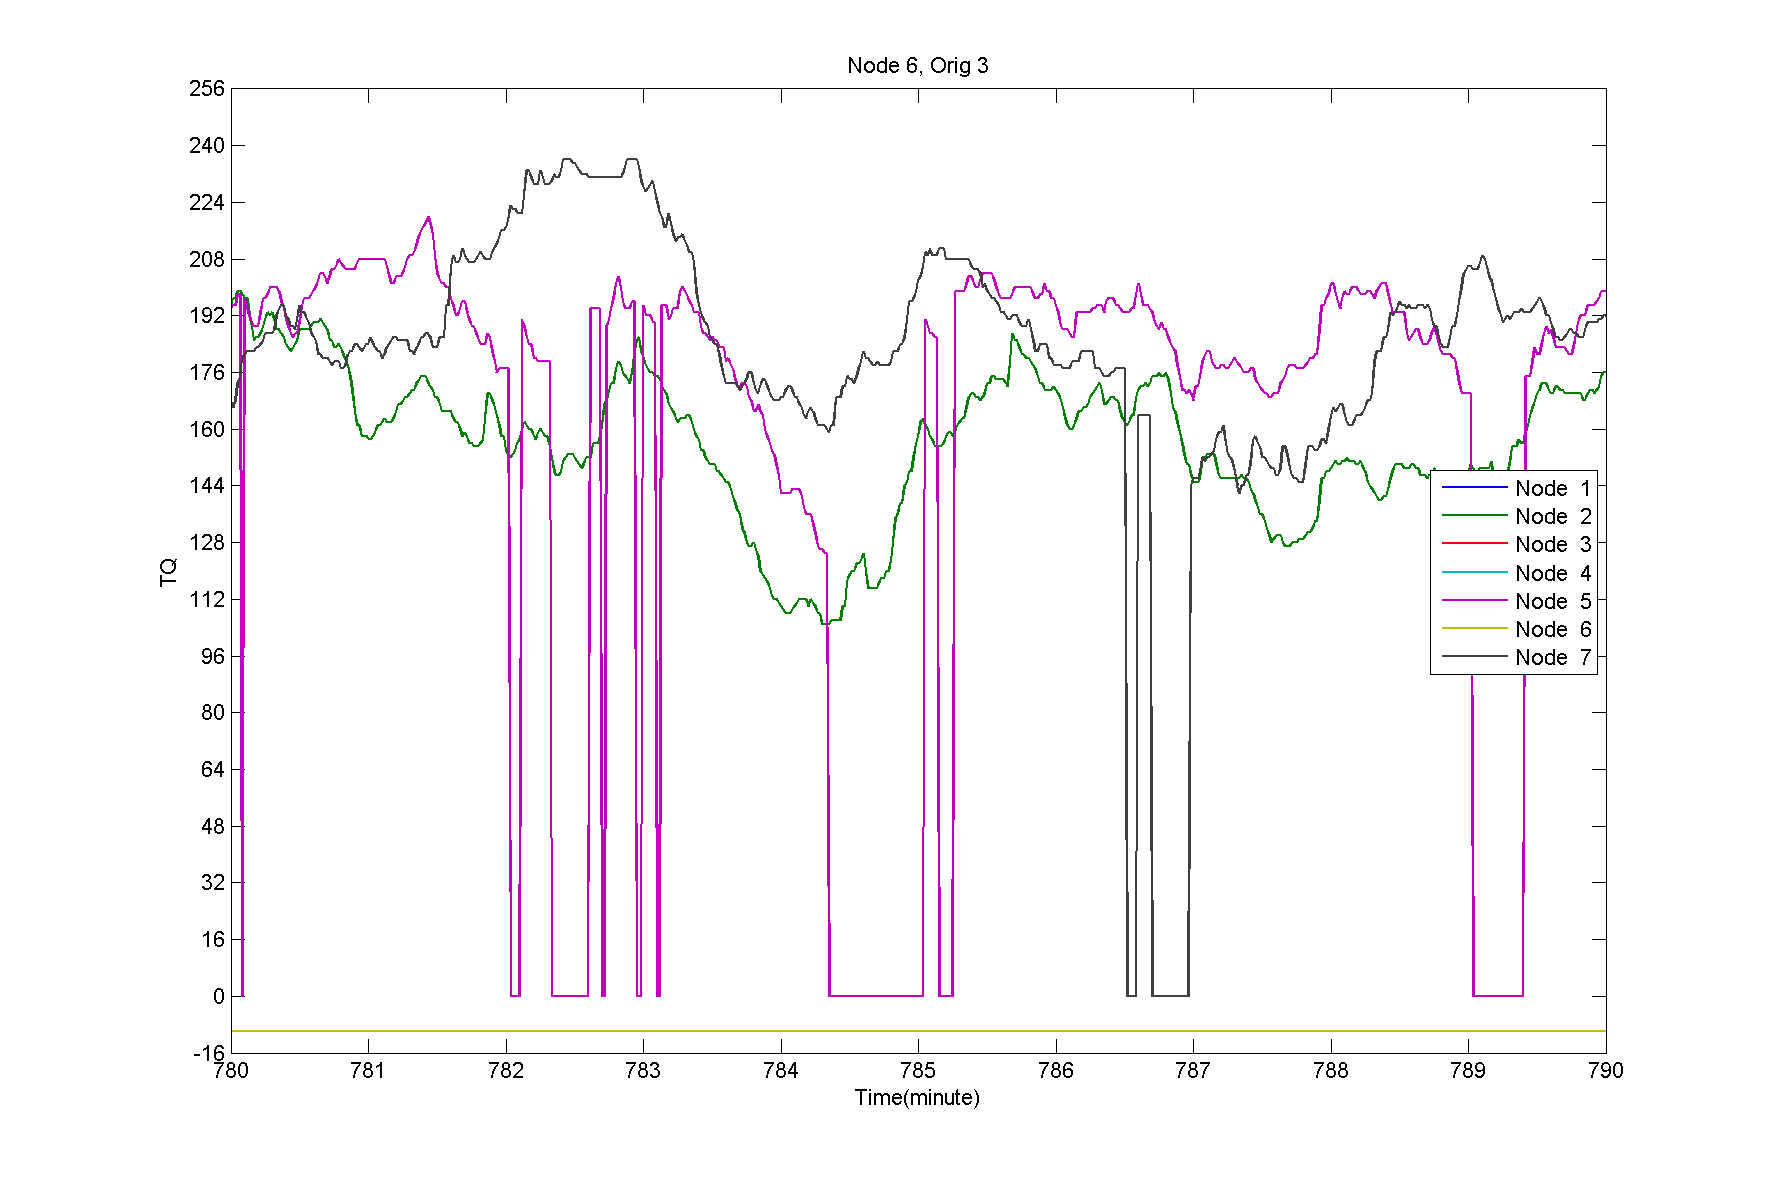 Node 6, Orig 3
256
240
224
208
192
176
160
144
128
112
96
80
64
48
32
16
0
-16
TQ
780 781 782 783 784 785 786 787 788 789 790
Time(minute)
Node 1
Node 2
Node 3
Node 4
Node 5
Node 6
Node 7